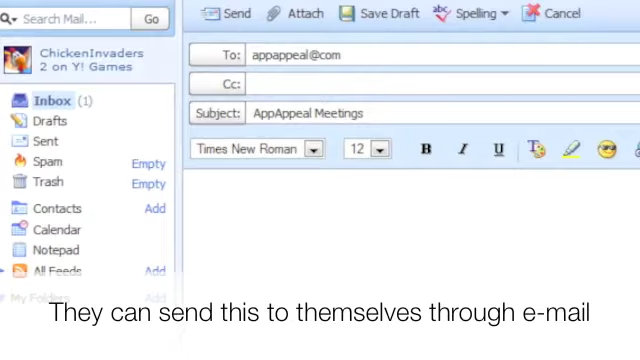 Search Mail...
Go
ChickenInvaders
2 on Y! Games
Inbox (1)
Drafts
Sent
Spam Empty
Trash Empty
Contacts Add
Calendar
Notepad
All Feeds Add
My Folders Add
Send Attach Save Draft abc Spelling Cancel
To: appappeal@com
Cc:
Subject: AppAppeal Meetings
Times New Roman 12 B I U T
They can send this to themselves through e-mail